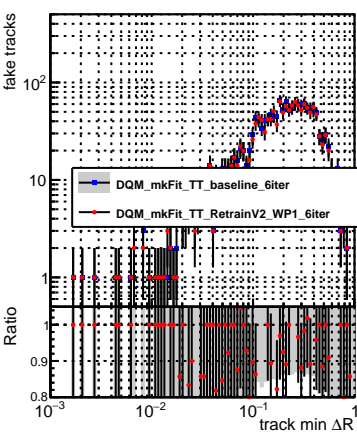 fake tracks
10²
10
1
DQM_mkFit_TT_baseline_6iter
DQM_mkFit_TT_RetrainV2_WP1_6iter
Ratio
1
0.9
0.8
10⁻³ 10⁻² 10⁻¹ 1
track min ΔR